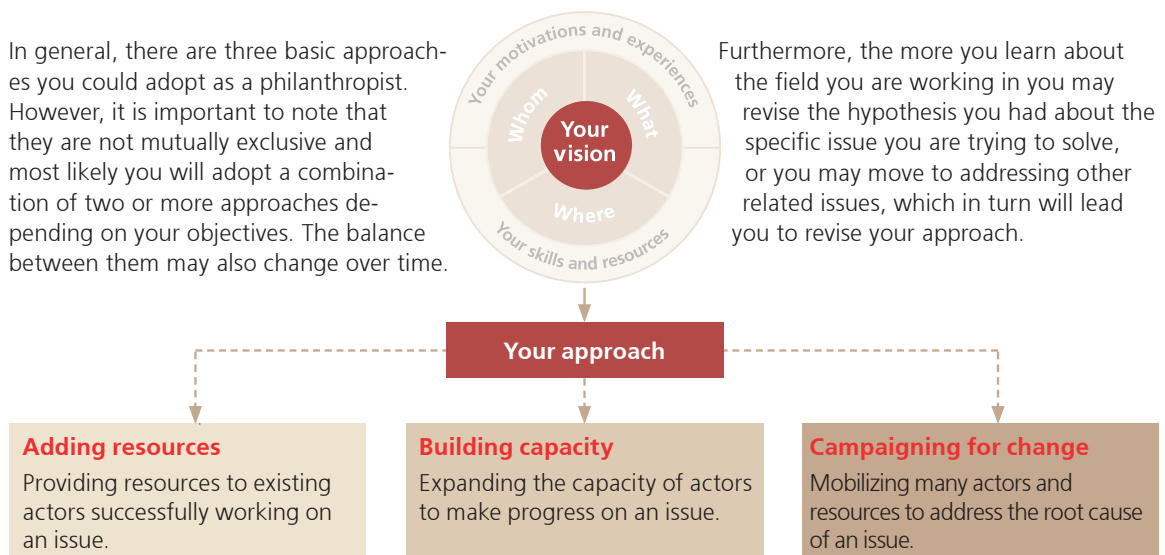 In general, there are three basic approach-
es you could adopt as a philanthropist.
However, it is important to note that
they are not mutually exclusive and
most likely you will adopt a combina-
tion of two or more approaches de-
pending on your objectives. The balance
between them may also change over time.
Your motivations and experiences
Whom
What
Your
vision
Where
Your skills and resources
Furthermore, the more you learn about
the field you are working in you may
revise the hypothesis you had about the
specific issue you are trying to solve,
or you may move to addressing other
related issues, which in turn will lead
you to revise your approach.
Your approach
Adding resources
Providing resources to existing
actors successfully working on
an issue.
Building capacity
Expanding the capacity of actors
to make progress on an issue.
Campaigning for change
Mobilizing many actors and
resources to address the root cause
of an issue.